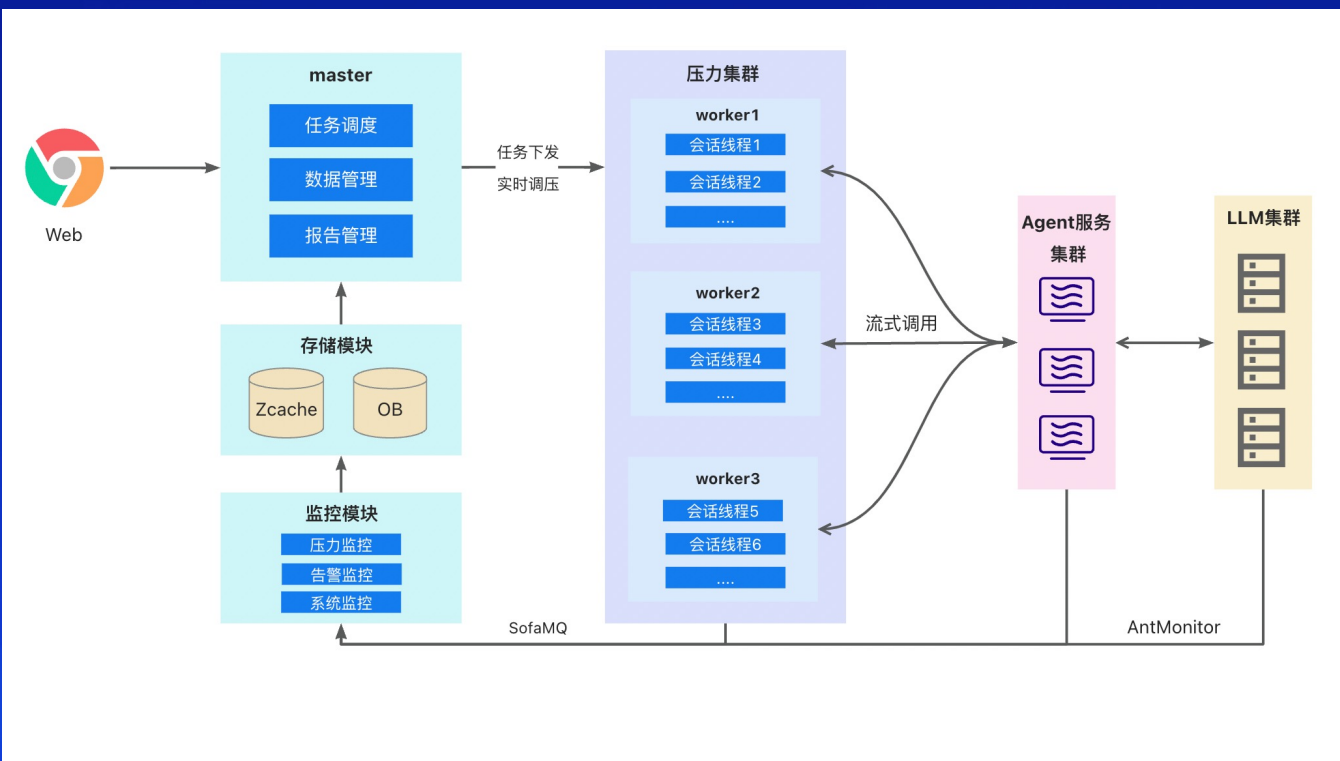 Web
master
任务调度
数据管理
报告管理
存储模块
Zcache
OB
监控模块
压力监控
告警监控
系统监控
任务下发
实时调压
压力集群
worker1
会话线程1
会话线程2
....
worker2
会话线程3
会话线程4
....
worker3
会话线程5
会话线程6
....
流式调用
Agent服务
集群
LLM集群
SofaMQ
AntMonitor